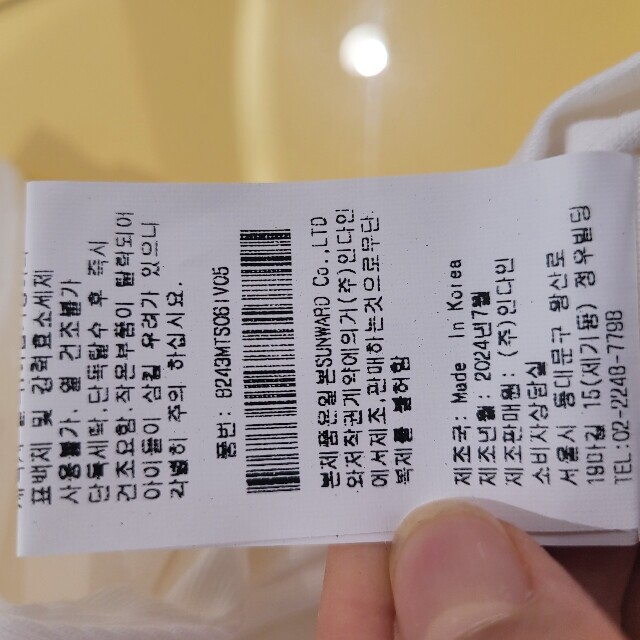 표백제 및 강력효소세제
사용불가. 열 건조불가
단독세탁.단독탈수 후 즉시
건조요함.작은부품이 탈락되어
아이들이 삼킬 우려가 있으니
각별히 주의 하십시요.
품번: B243MTS061V05
본제품은일본SUNWARD Co.,LTD
와저작권계약에의거(주)인다인
에서제조,판매하는것으로무단.
복제를 불허함
제조국: Made In Korea
제조년월: 2024년7월
제조판매원: (주)인다인
소비자상담실
서울시 동대문구 왕산로
19마길 15(제기동) 정우빌딩
TEL:02-2248-7798